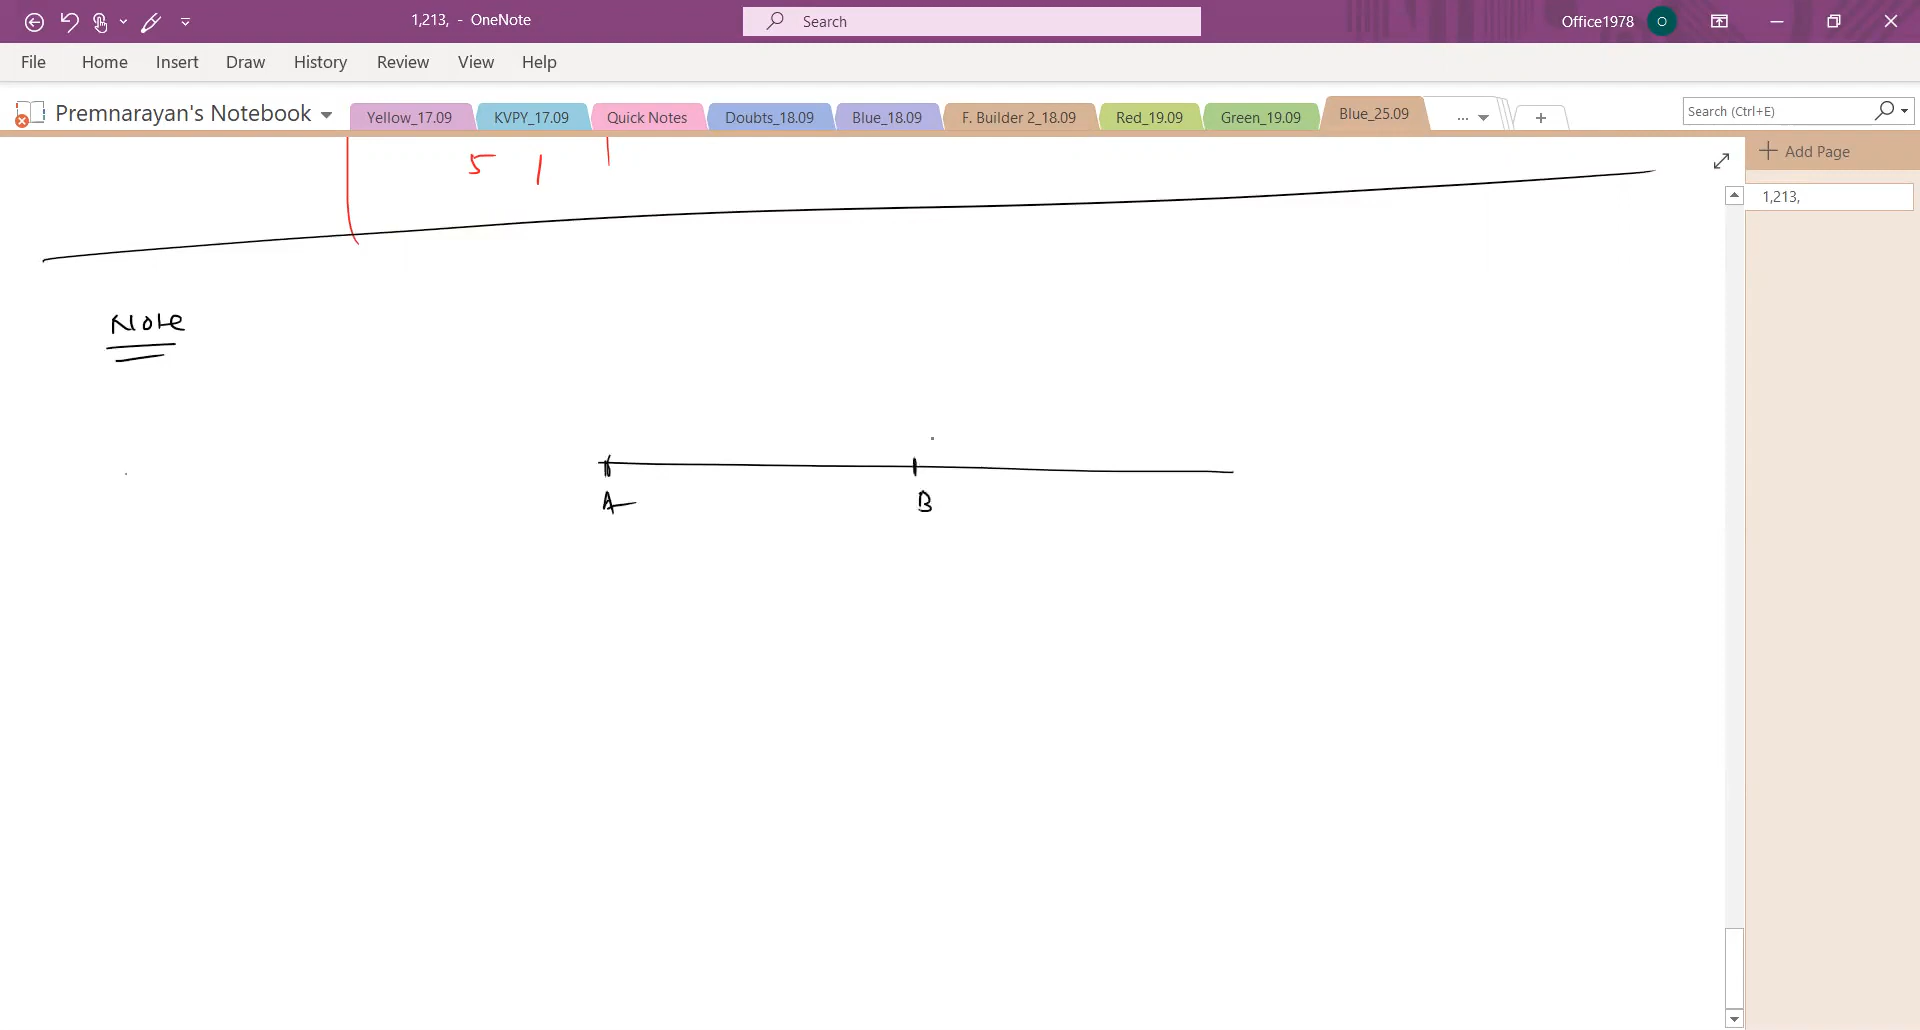 1,213, - OneNote
Search
Office1978
O
File Home Insert Draw History Review View Help
Premnarayan's Notebook
Yellow_17.09
KVPY_17.09
Quick Notes
Doubts_18.09
Blue_18.09
F. Builder 2_18.09
Red_19.09
Green_19.09
Blue_25.09
...
Search (Ctrl+E)
Add Page
1,213,
5 1
Note
A B